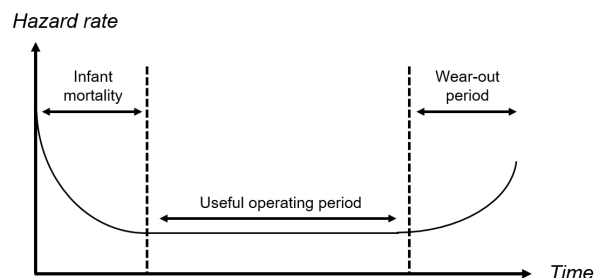 Hazard rate
Infant
mortality
Wear-out
period
Useful operating period
Time